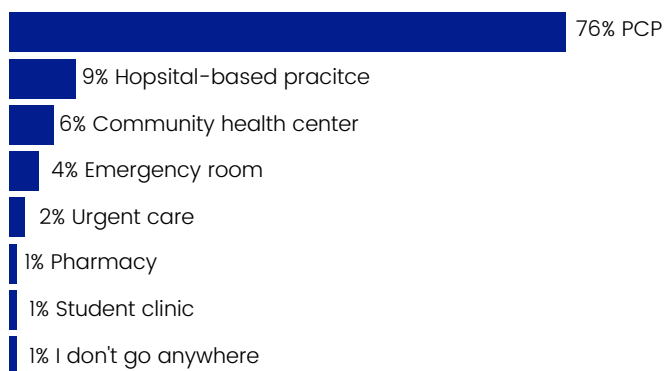 76% PCP
9% Hopsital-based pracitce
6% Community health center
4% Emergency room
2% Urgent care
1% Pharmacy
1% Student clinic
1% I don't go anywhere